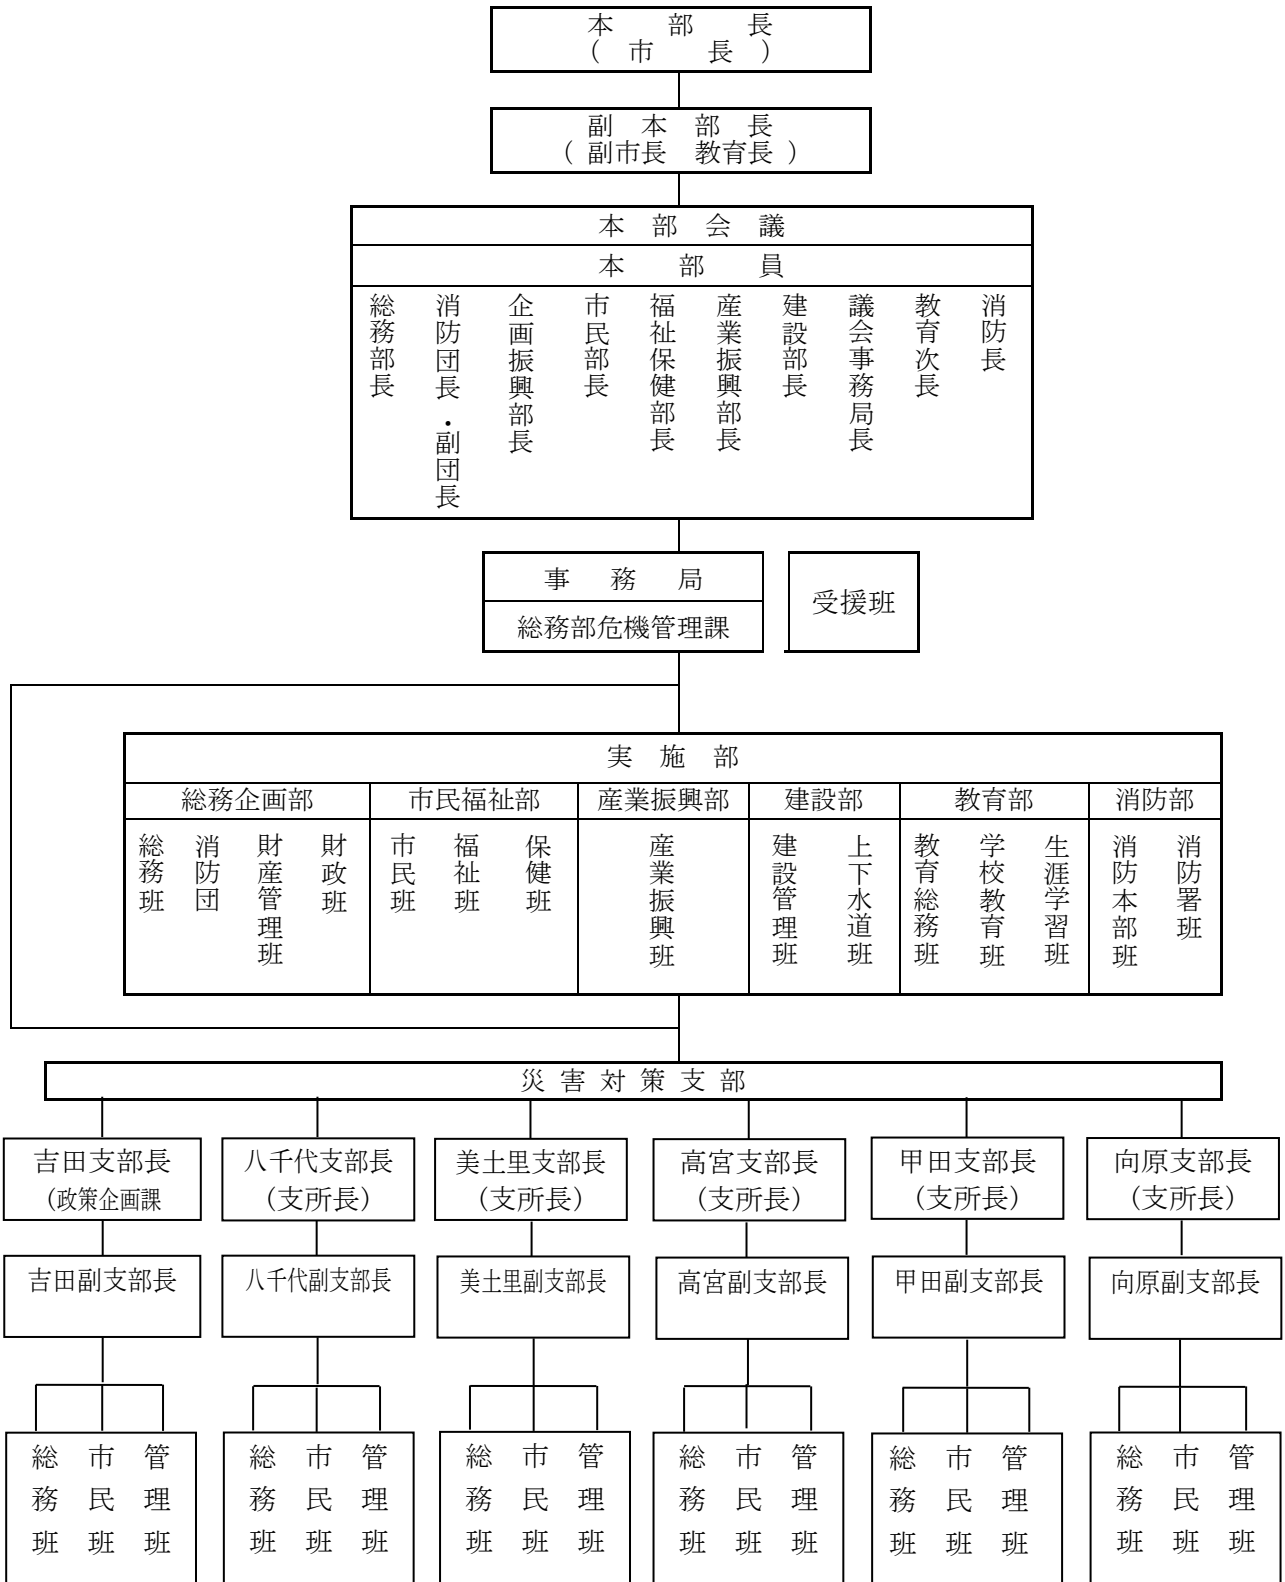 本部長
(市長)
副本部長
(副市長 教育長)
本部会議
本部員
総務部長
消防団長・副団長
企画振興部長
市民部長
福祉保健部長
産業振興部長
建設部長
議会事務局長
教育次長
消防長
事務局
総務部危機管理課
受援班
実施部
総務企画部
市民福祉部
産業振興部
建設部
教育部
消防部
総務班
消防団
財産管理班
財政班
市民班
福祉班
保健班
産業振興班
建設管理班
上下水道班
教育総務班
学校教育班
生涯学習班
消防本部班
消防署班
災害対策支部
吉田支部長
(政策企画課
八千代支部長
(支所長)
美土里支部長
(支所長)
高宮支部長
(支所長)
甲田支部長
(支所長)
向原支部長
(支所長)
吉田副支部長
八千代副支部長
美土里副支部長
高宮副支部長
甲田副支部長
向原副支部長
総務班
市民班
管理班
総務班
市民班
管理班
総務班
市民班
管理班
総務班
市民班
管理班
総務班
市民班
管理班
総務班
市民班
管理班